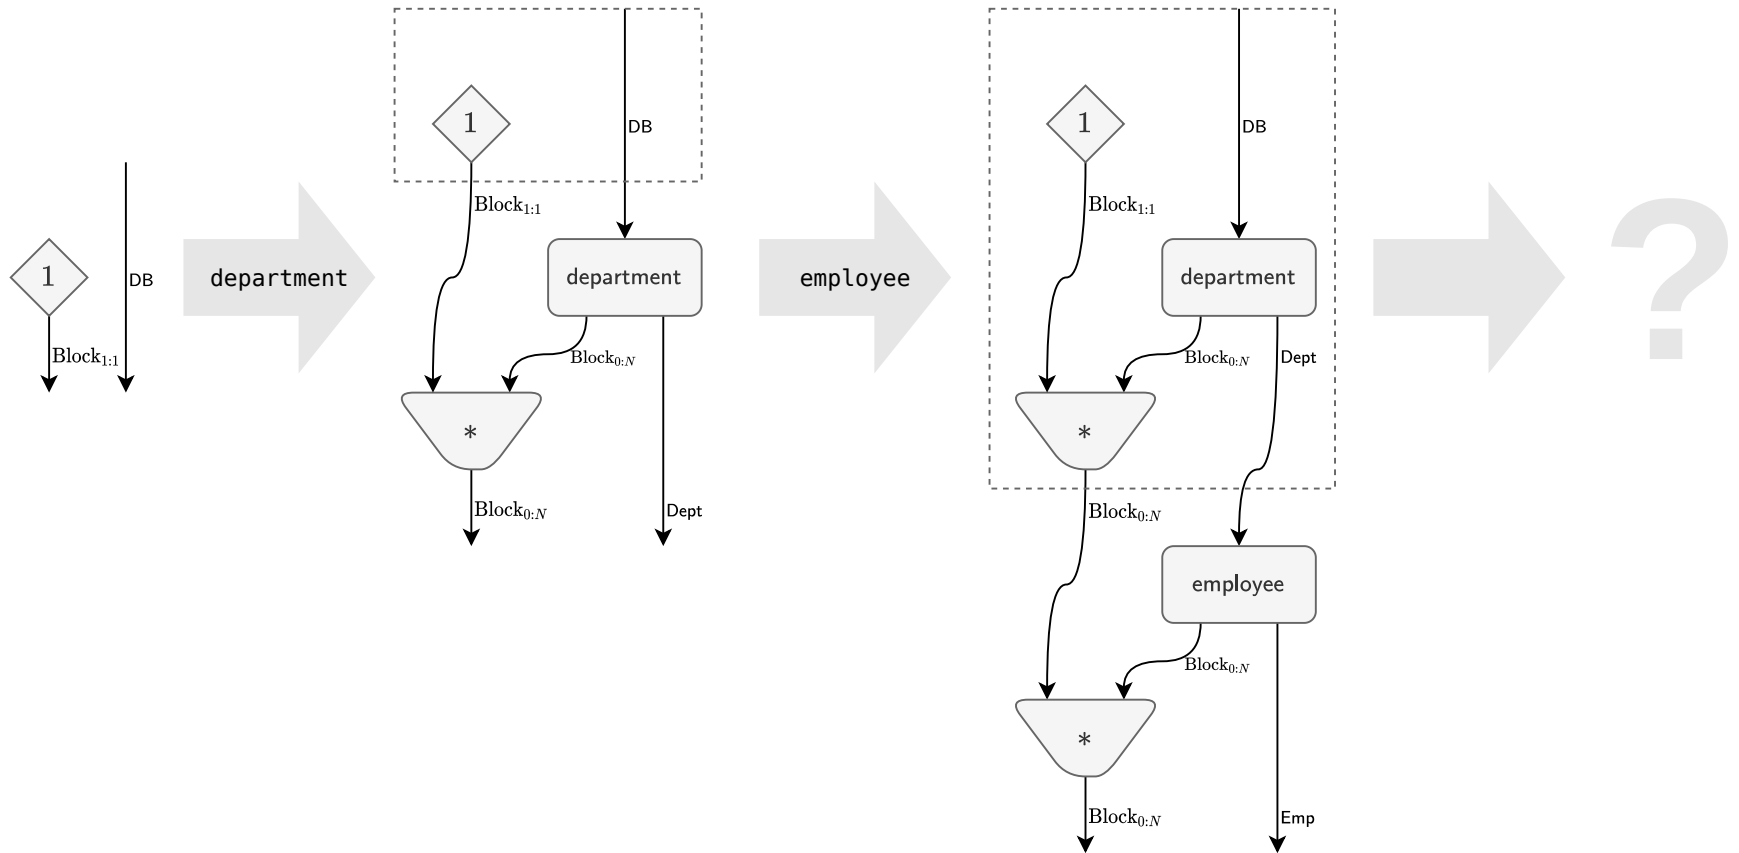 1
DB
Block1:1
department
1
DB
Block1:1
department
Block0:N
*
Block0:N
Dept
employee
1
DB
Block1:1
department
Block0:N
Dept
*
Block0:N
employee
Block0:N
*
Block0:N
Emp
?